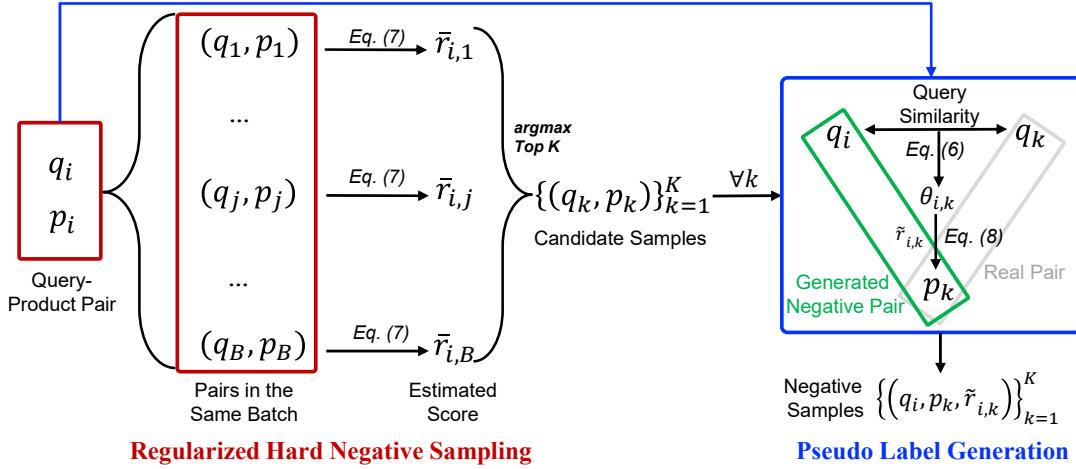 (q_1, p_1)
Eq. (7)
r̄_{i,1}
...
argmax
Top K
q_i
p_i
Query-
Product Pair
(q_j, p_j)
Eq. (7)
r̄_{i,j}
{(q_k, p_k)}_{k=1}^{K}
∀k
Candidate Samples
...
(q_B, p_B)
Eq. (7)
r̄_{i,B}
Pairs in the
Same Batch
Estimated
Score
Regularized Hard Negative Sampling
Query
Similarity
q_i
q_k
Eq. (6)
θ_{i,k}
r̃_{i,k}
Eq. (8)
Real Pair
Generated
Negative Pair
p_k
Negative
Samples
{(q_i, p_k, r̃_{i,k})}_{k=1}^{K}
Pseudo Label Generation